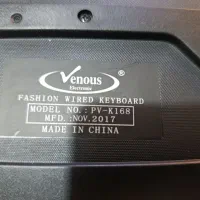 Venous
Electronic
®
FASHION WIRED KEYBOARD
MODEL NO.: PV-K168
MFD.:NOV.2017
MADE IN CHINA